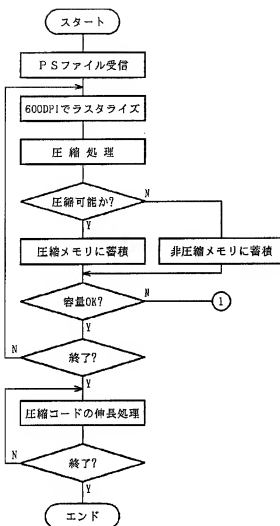 スタート
PSファイル受信
600DPIでラスタライズ
圧縮処理
圧縮可能か?
N
Y
圧縮メモリに蓄積
非圧縮メモリに蓄積
容量OK?
N
1
Y
N
終了?
Y
圧縮コードの伸長処理
N
終了?
Y
エンド